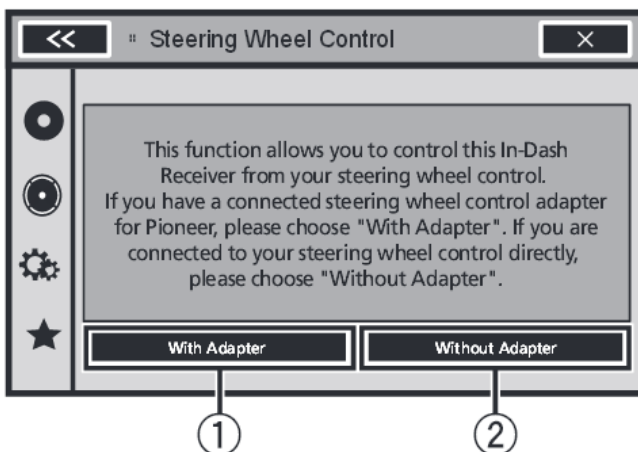 Steering Wheel Control
This function allows you to control this In-Dash
Receiver from your steering wheel control.
If you have a connected steering wheel control adapter
for Pioneer, please choose "With Adapter". If you are
connected to your steering wheel control directly,
please choose "Without Adapter".
With Adapter Without Adapter
① ②